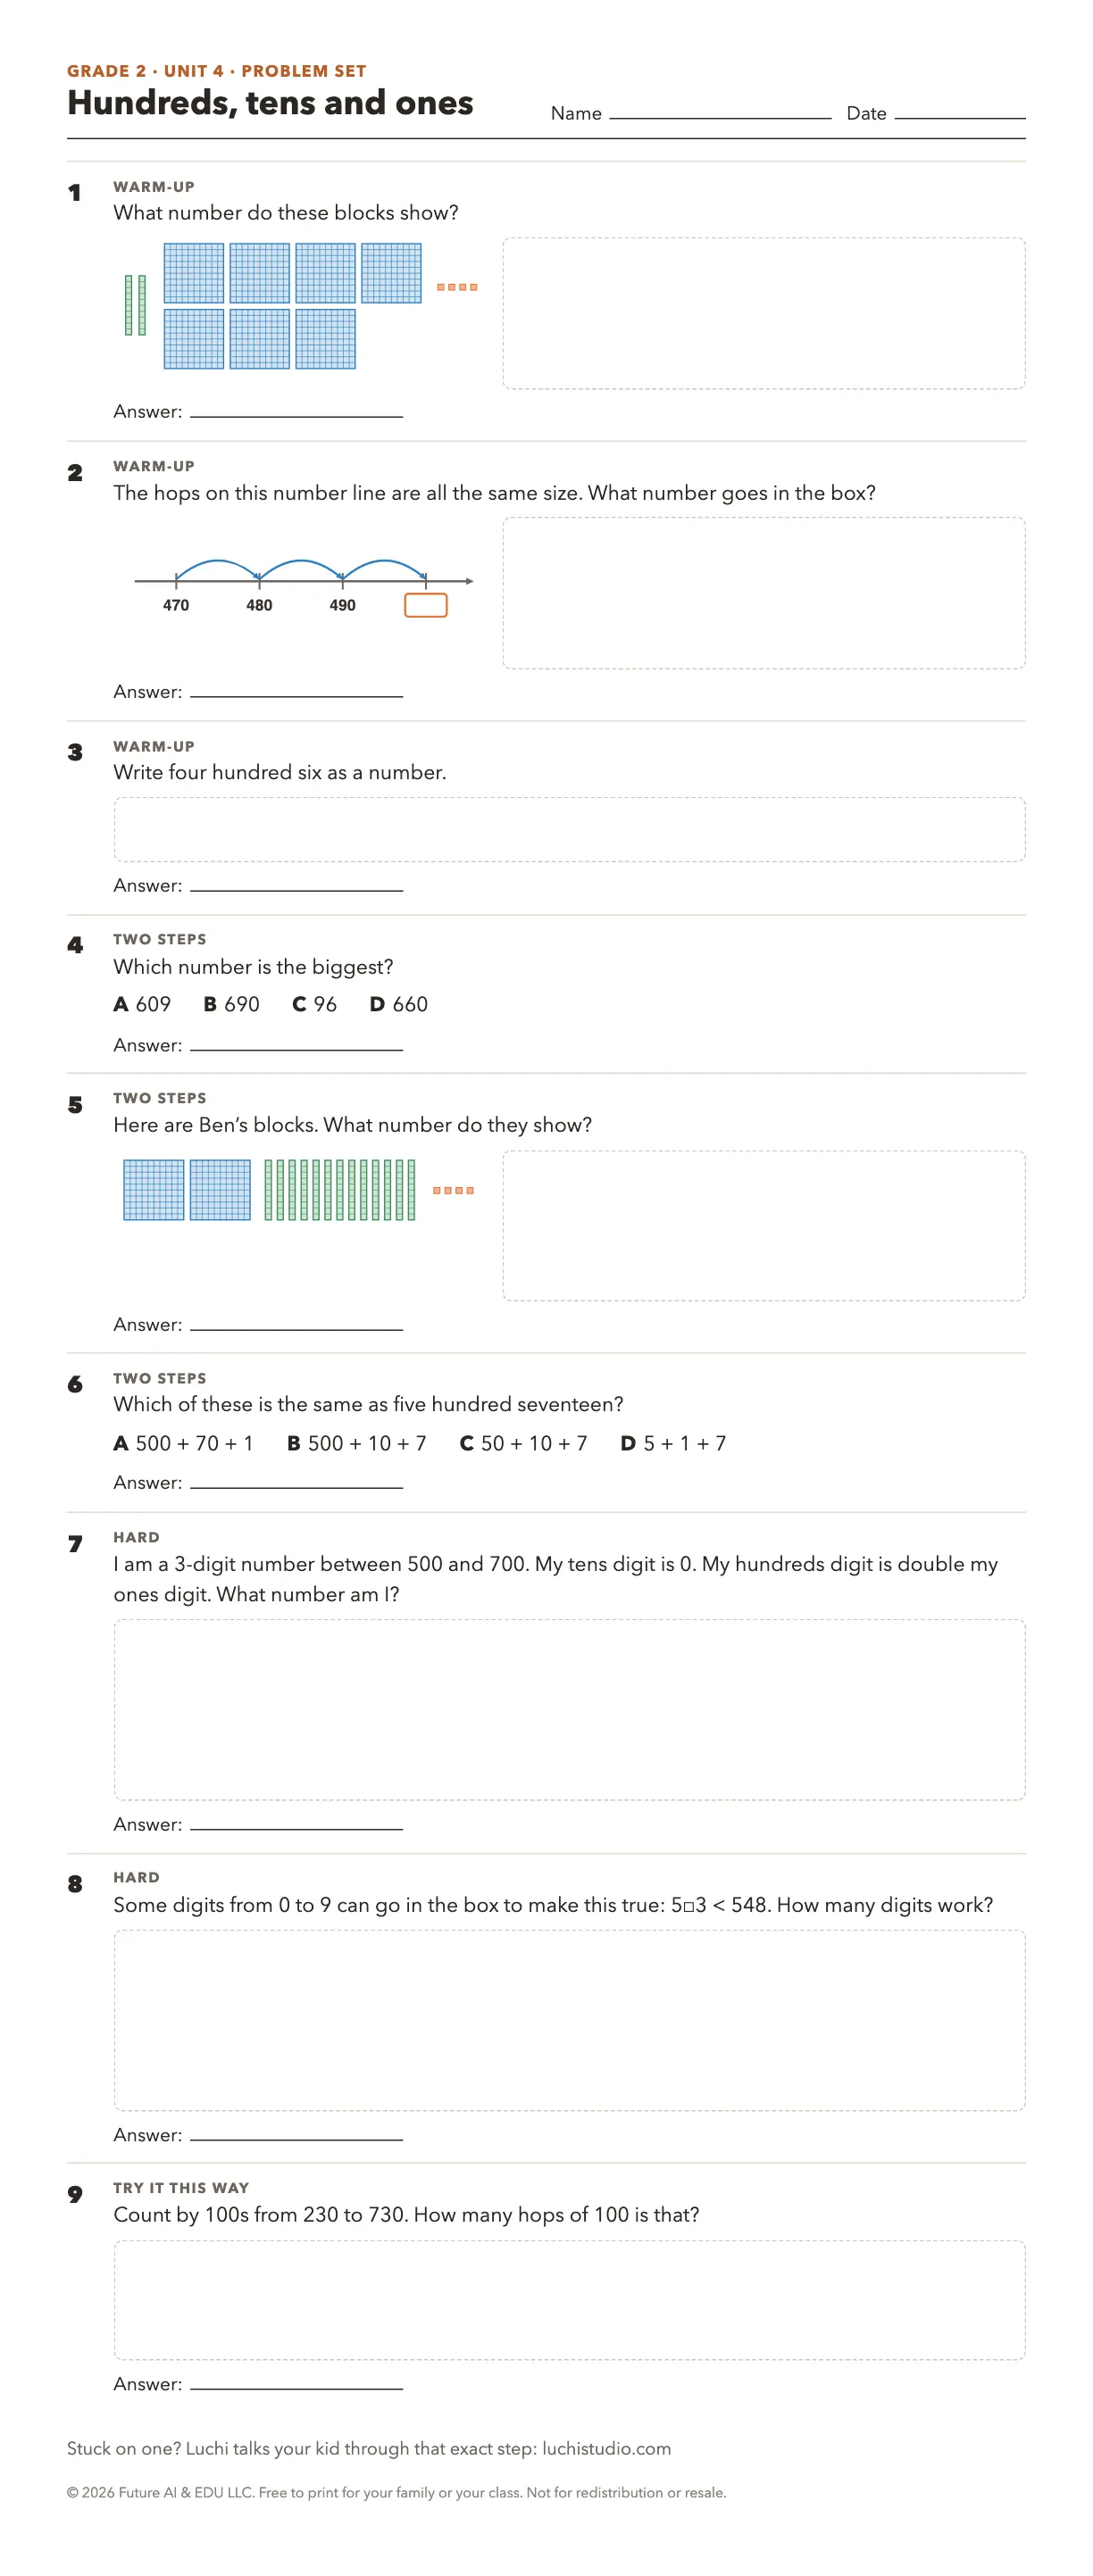 GRADE 2 · UNIT 4 · PROBLEM SET
Hundreds, tens and ones
Name Date
1
WARM-UP
What number do these blocks show?
Answer:
2
WARM-UP
The hops on this number line are all the same size. What number goes in the box?
470 480 490
Answer:
3
WARM-UP
Write four hundred six as a number.
Answer:
4
TWO STEPS
Which number is the biggest?
A 609 B 690 C 96 D 660
Answer:
5
TWO STEPS
Here are Ben’s blocks. What number do they show?
Answer:
6
TWO STEPS
Which of these is the same as five hundred seventeen?
A 500 + 70 + 1 B 500 + 10 + 7 C 50 + 10 + 7 D 5 + 1 + 7
Answer:
7
HARD
I am a 3-digit number between 500 and 700. My tens digit is 0. My hundreds digit is double my
ones digit. What number am I?
Answer:
8
HARD
Some digits from 0 to 9 can go in the box to make this true: 5□3 < 548. How many digits work?
Answer:
9
TRY IT THIS WAY
Count by 100s from 230 to 730. How many hops of 100 is that?
Answer:
Stuck on one? Luchi talks your kid through that exact step: luchistudio.com
© 2026 Future AI & EDU LLC. Free to print for your family or your class. Not for redistribution or resale.